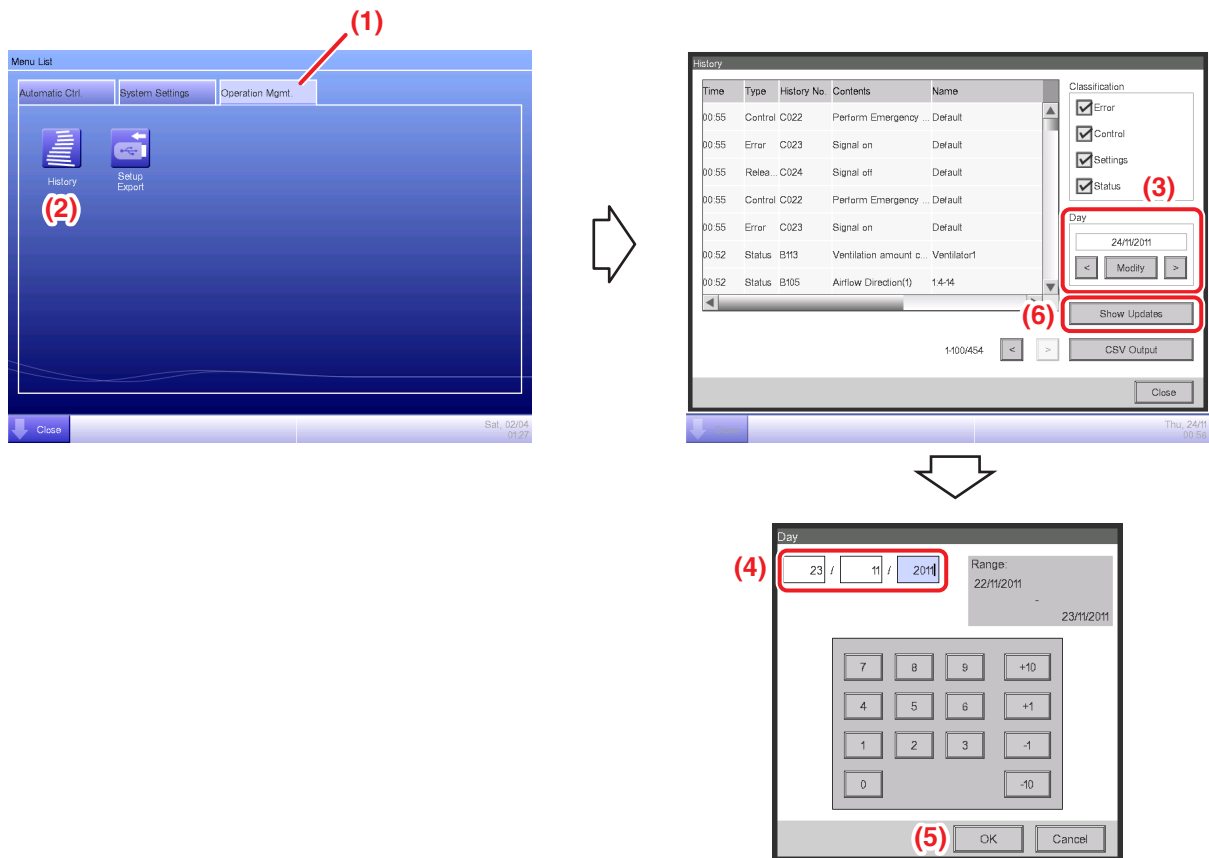 (1)
Menu List
Automatic Ctrl.
System Settings
Operation Mgmt.
History
Setup
Export
(2)
Close
Sat, 02/04
01:27
History
Time Type History No. Contents Name
00:55 Control C022 Perform Emergency ... Default
00:55 Error C023 Signal on Default
00:55 Relea... C024 Signal off Default
00:55 Control C022 Perform Emergency ... Default
00:55 Error C023 Signal on Default
00:52 Status B113 Ventilation amount c... Ventilator1
00:52 Status B105 Airflow Direction(1) 1:4-14
Classification
Error
Control
Settings
Status
(3)
Day
24/11/2011
< Modify >
(6)
Show Updates
1-100/454 < >
CSV Output
Close
Close
Thu, 24/11
00:56
Day
(4)
23 / 11 / 2011
Range:
22/11/2011
-
23/11/2011
7 8 9 +10
4 5 6 +1
1 2 3 -1
0 -10
(5)
OK Cancel